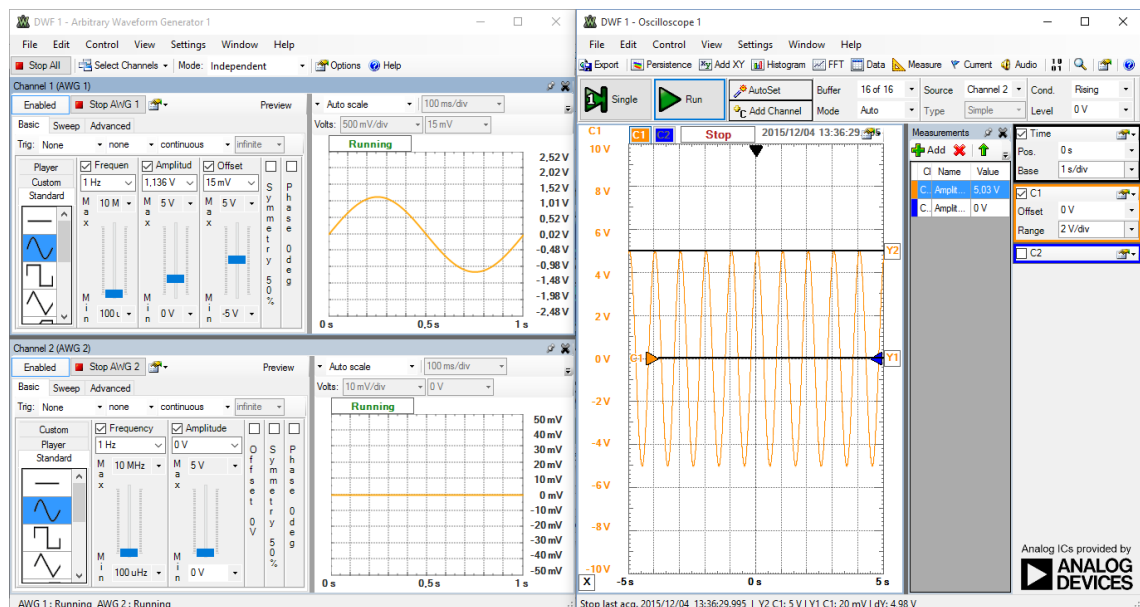 DWF 1 - Arbitrary Waveform Generator 1
File Edit Control View Settings Window Help
Stop All Select Channels Mode: Independent Options Help
Channel 1 (AWG 1)
Enabled Stop AWG 1 Preview
Basic Sweep Advanced
Trig: None none continuous infinite
Player
Custom
Standard
Frequen Amplitud Offset
1 Hz 1,136 V 15 mV
Max 10 M Max 5 V Max 5 V
Min 100 u Min 0 V Min -5 V
Symmetry 50%
Phase 0 deg
Auto scale 100 ms/div
Volts: 500 mV/div 15 mV
Running
2,52 V
2,02 V
1,52 V
1,01 V
0,52 V
0,02 V
-0,48 V
-0,98 V
-1,48 V
-1,98 V
-2,48 V
0 s 0,5 s 1 s
Channel 2 (AWG 2)
Enabled Stop AWG 2 Preview
Basic Sweep Advanced
Trig: None none continuous infinite
Custom
Player
Standard
Frequency Amplitude
1 Hz 0 V
Max 10 MHz Max 5 V
Min 100 uHz Min 0 V
Offset 0 V
Symmetry 50%
Phase 0 deg
Auto scale 100 ms/div
Volts: 10 mV/div 0 V
Running
50 mV
40 mV
30 mV
20 mV
10 mV
0 mV
-10 mV
-20 mV
-30 mV
-40 mV
-50 mV
0 s 0,5 s 1 s
AWG 1 : Running AWG 2 : Running
DWF 1 - Oscilloscope 1
File Edit Control View Settings Window Help
Export Persistence Add XY Histogram FFT Data Measure Current Audio
Single Run AutoSet Buffer 16 of 16 Source Channel 2 Cond. Rising
Add Channel Mode Auto Type Simple Level 0 V
C1 C1 C2 Stop 2015/12/04 13:36:29
10 V
8 V
6 V
4 V
2 V
0 V
-2 V
-4 V
-6 V
-8 V
-10 V
Y2
C1 Y1
X -5 s 0 s 5 s
Measurements
Add
Name Value
C.. Amplit... 5,03 V
C.. Amplit... 0 V
Time
Pos. 0 s
Base 1 s/div
C1
Offset 0 V
Range 2 V/div
C2
Analog ICs provided by
ANALOG
DEVICES
Stop last acq. 2015/12/04 13:36:29.995 | Y2 C1: 5 V | Y1 C1: 20 mV | dY: 4.98 V